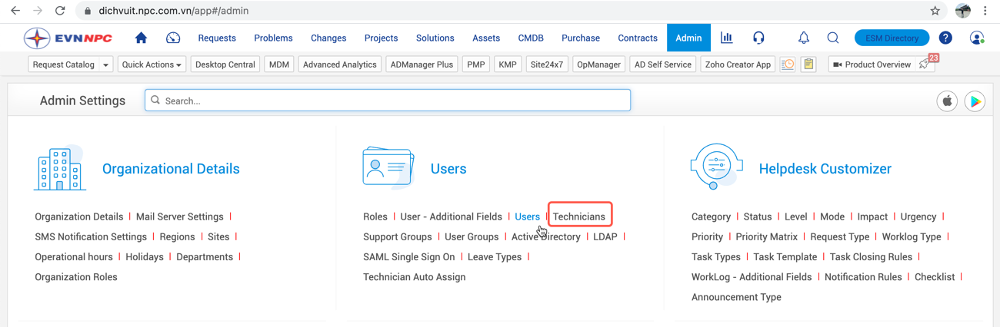 dichvuit.npc.com.vn/app#/admin
EVNNPC Requests Problems Changes Projects Solutions Assets CMDB Purchase Contracts Admin ESM Directory ?
Request Catalog Quick Actions Desktop Central MDM Advanced Analytics ADManager Plus PMP KMP Site24x7 OpManager AD Self Service Zoho Creator App Product Overview 23
Admin Settings Search...
Organizational Details
Organization Details | Mail Server Settings |
SMS Notification Settings | Regions | Sites |
Operational hours | Holidays | Departments |
Organization Roles
Users
Roles | User - Additional Fields | Users | Technicians
Support Groups | User Groups | Active Directory | LDAP |
SAML Single Sign On | Leave Types |
Technician Auto Assign
Helpdesk Customizer
Category | Status | Level | Mode | Impact | Urgency |
Priority | Priority Matrix | Request Type | Worklog Type |
Task Types | Task Template | Task Closing Rules |
WorkLog - Additional Fields | Notification Rules | Checklist |
Announcement Type